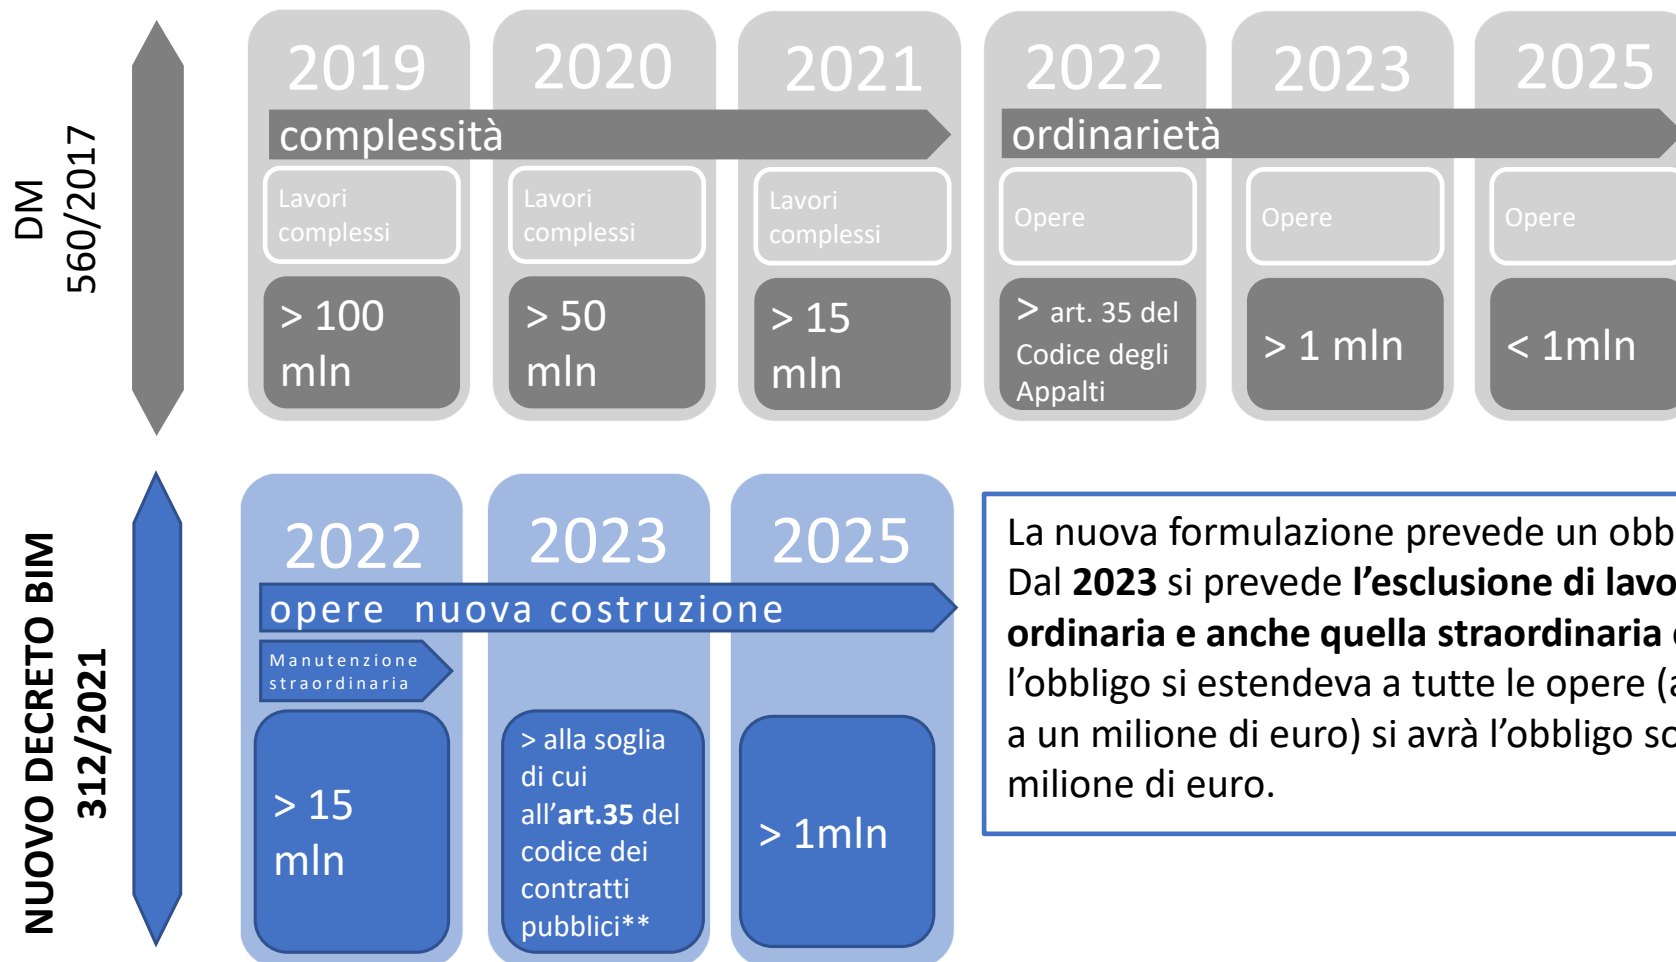 DM
560/2017
2019
2020
2021
2022
2023
2025
complessità
ordinarietà
Lavori
complessi
Lavori
complessi
Lavori
complessi
Opere
Opere
Opere
> 100
mln
> 50
mln
> 15
mln
> art. 35 del
Codice degli
Appalti
> 1 mln
< 1mln
NUOVO DECRETO BIM
312/2021
2022
2023
2025
opere nuova costruzione
Manutenzione
straordinaria
> 15
mln
> alla soglia
di cui
all’art.35 del
codice dei
contratti
pubblici**
> 1mln
La nuova formulazione prevede un obb
Dal 2023 si prevede l’esclusione di lavo
ordinaria e anche quella straordinaria
l’obbligo si estendeva a tutte le opere (a
a un milione di euro) si avrà l’obbligo so
milione di euro.